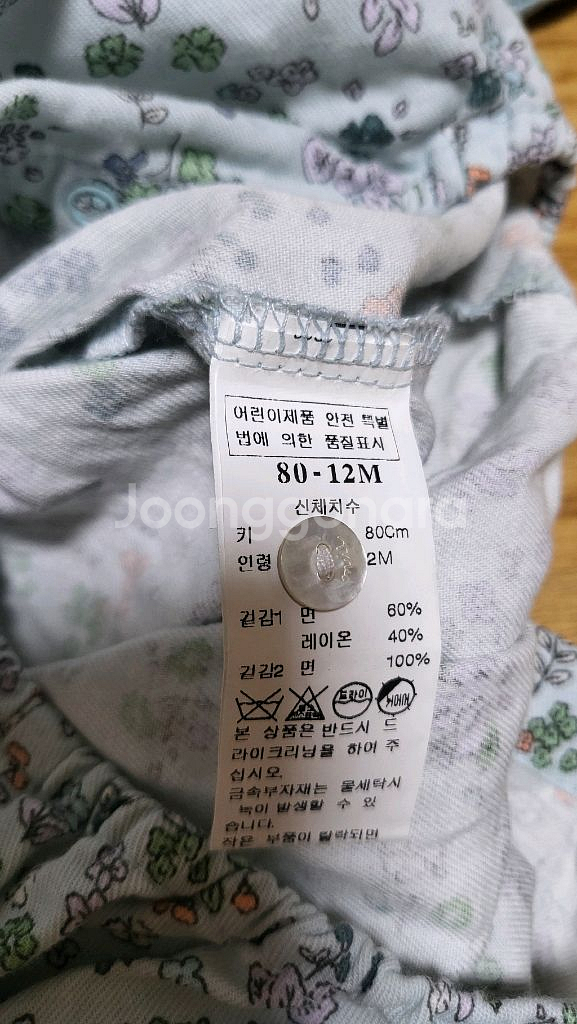 어린이제품 안전 특별
법에 의한 품질표시
80-12M
신체치수
Joonggonara
키 80Cm
인령 2M
겉감1 면 60%
레이온 40%
겉감2 면 100%
드라이
본 상품은 반드시 드
라이크리닝을 하여 주
십시오.
금속부자재는 물세탁시
녹이 발생할 수 있
습니다.
작은 부품이 탈락되면